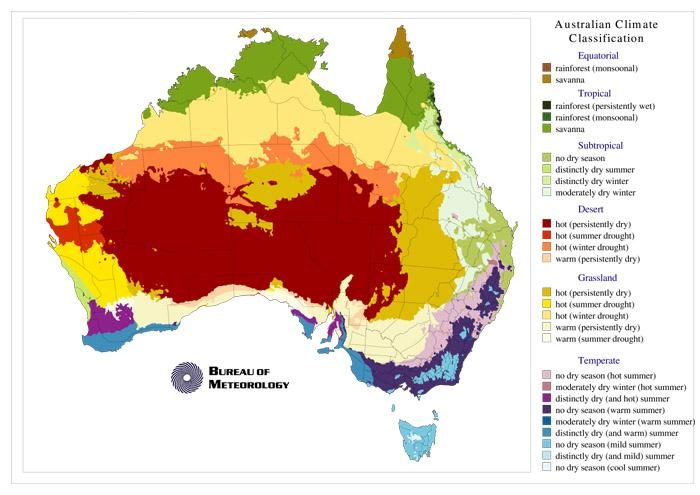 Australian Climate
Classification
Equatorial
rainforest (monsoonal)
savanna
Tropical
rainforest (persistently wet)
rainforest (monsoonal)
savanna
Subtropical
no dry season
distinctly dry summer
distinctly dry winter
moderately dry winter
Desert
hot (persistently dry)
hot (summer drought)
hot (winter drought)
warm (persistently dry)
Grassland
hot (persistently dry)
hot (summer drought)
hot (winter drought)
warm (persistently dry)
warm (summer drought)
Temperate
no dry season (hot summer)
moderately dry winter (hot summer)
distinctly dry (and hot) summer
no dry season (warm summer)
moderately dry winter (warm summer)
distinctly dry (and warm) summer
no dry season (mild summer)
distinctly dry (and mild) summer
no dry season (cool summer)
Bureau of
Meteorology